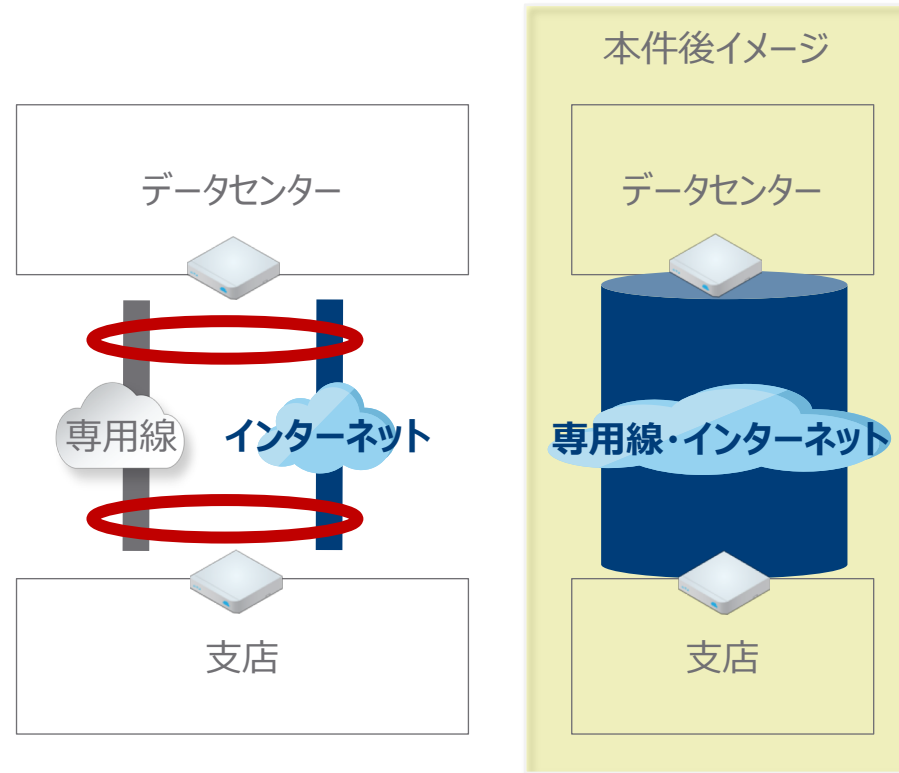 本件後イメージ
データセンター
データセンター
専用線
インターネット
専用線・インターネット
支店
支店